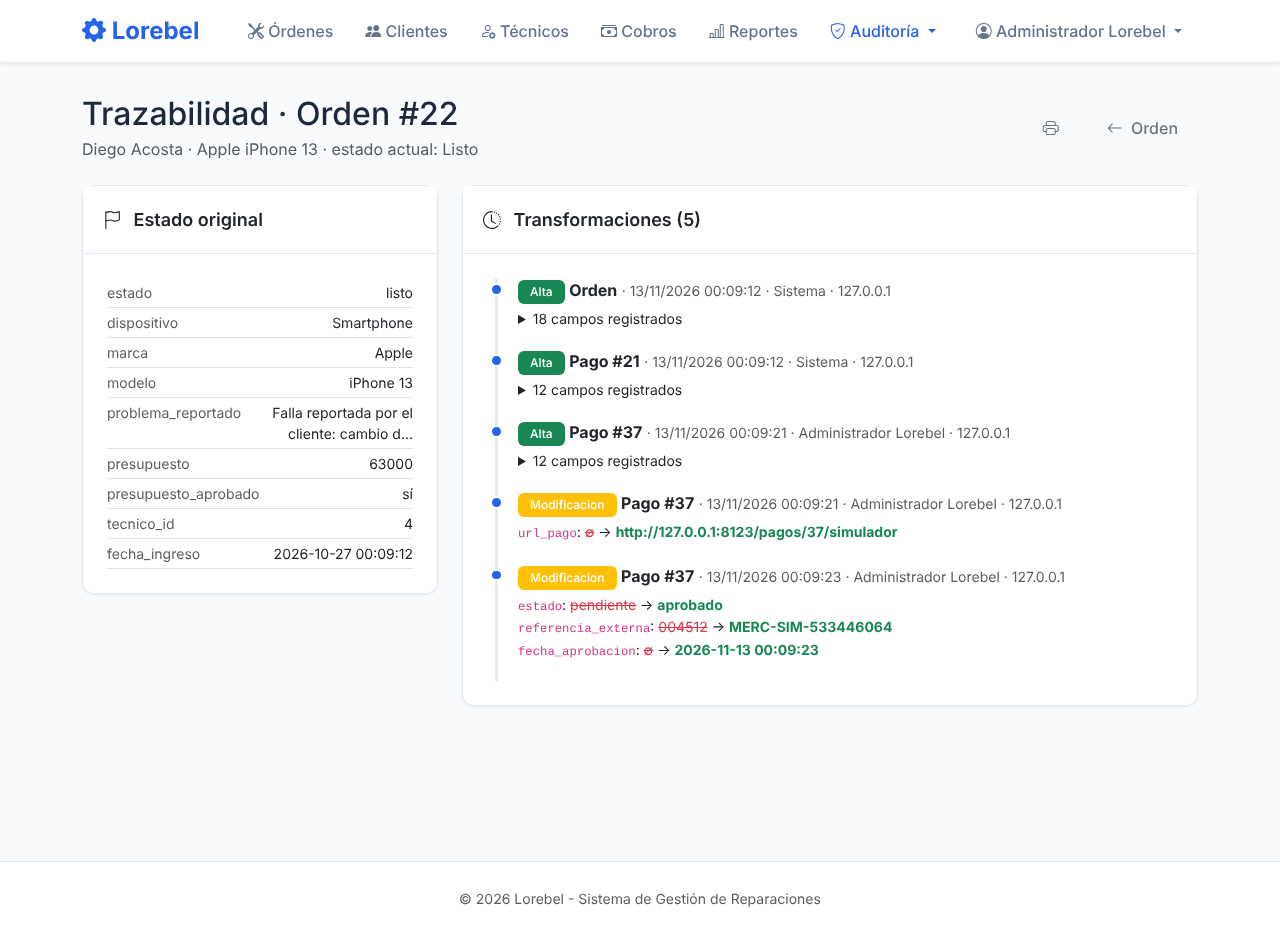 Lorebel
Órdenes
Clientes
Técnicos
Cobros
Reportes
Auditoría
Administrador Lorebel
Trazabilidad · Orden #22
Diego Acosta · Apple iPhone 13 · estado actual: Listo
← Orden
Estado original
estado listo
dispositivo Smartphone
marca Apple
modelo iPhone 13
problema_reportado Falla reportada por el
cliente: cambio d...
presupuesto 63000
presupuesto_aprobado sí
tecnico_id 4
fecha_ingreso 2026-10-27 00:09:12
Transformaciones (5)
Alta Orden · 13/11/2026 00:09:12 · Sistema · 127.0.0.1
▶ 18 campos registrados
Alta Pago #21 · 13/11/2026 00:09:12 · Sistema · 127.0.0.1
▶ 12 campos registrados
Alta Pago #37 · 13/11/2026 00:09:21 · Administrador Lorebel · 127.0.0.1
▶ 12 campos registrados
Modificacion Pago #37 · 13/11/2026 00:09:21 · Administrador Lorebel · 127.0.0.1
url_pago: ∅ → http://127.0.0.1:8123/pagos/37/simulador
Modificacion Pago #37 · 13/11/2026 00:09:23 · Administrador Lorebel · 127.0.0.1
estado: pendiente → aprobado
referencia_externa: 004512 → MERC-SIM-533446064
fecha_aprobacion: ∅ → 2026-11-13 00:09:23
© 2026 Lorebel - Sistema de Gestión de Reparaciones